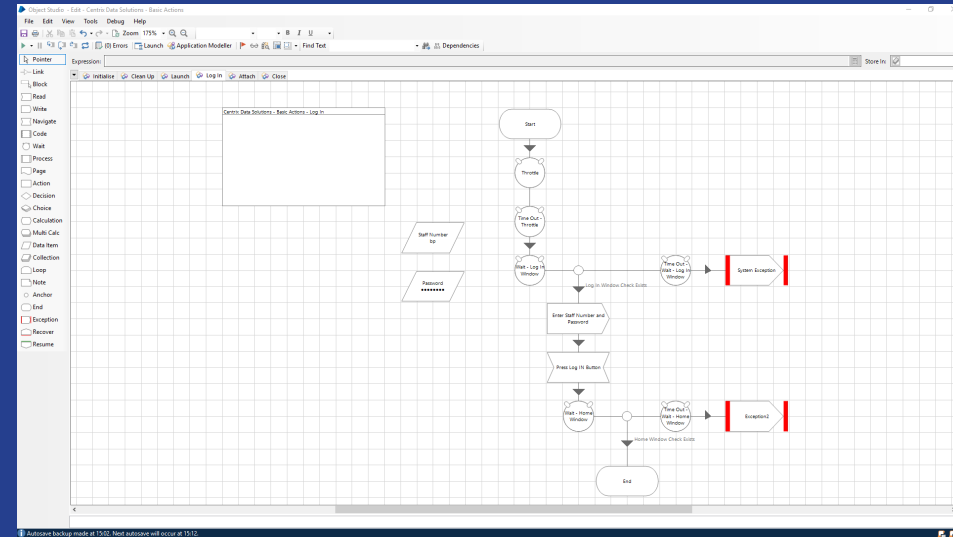 Object Studio - Edit - Centrix Data Solutions - Basic Actions
File Edit View Tools Debug Help
Zoom 175% B I U
(0) Errors Launch Application Modeller Find Text Dependencies
Pointer
Link
Block
Read
Write
Navigate
Code
Wait
Process
Page
Action
Decision
Choice
Calculation
Multi Calc
Data Item
Collection
Loop
Note
Anchor
End
Exception
Recover
Resume
Expression: Store In:
Initialise Clean Up Launch Log In Attach Close
Centrix Data Solutions - Basic Actions - Log In
Start
Throttle
Time Out -
Throttle
Staff Number
bp
Password
••••••••
Wait - Log In
Window
Time Out -
Wait - Log In
Window
System Exception
Log In Window Check Exists
Enter Staff Number and
Password
Press Log IN Button
Wait - Home
Window
Time Out -
Wait - Home
Window
Exception2
Home Window Check Exists
End
Autosave backup made at 15:02. Next autosave will occur at 15:12.